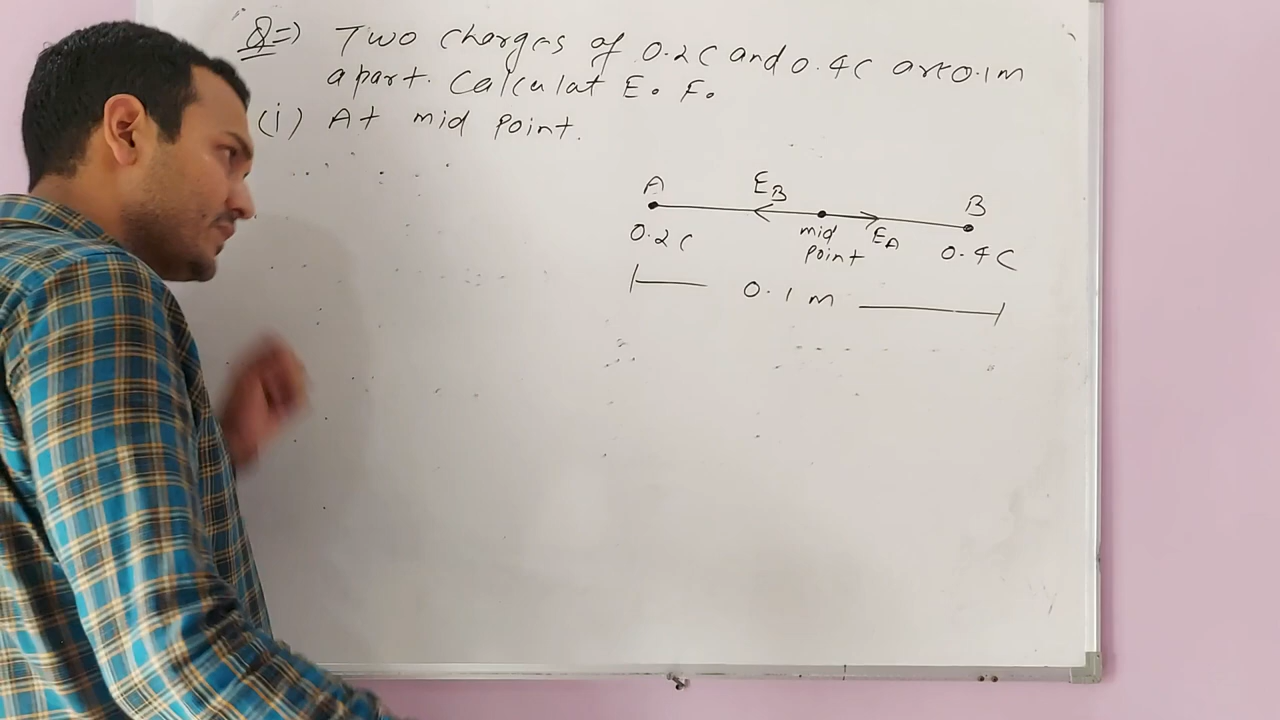 Q⇒) Two charges of 0.2C and 0.4C are 0.1m
apart. Calculat E. F.
(i) At mid point.
A E_B B
0.2C mid point E_A 0.4C
0.1 m